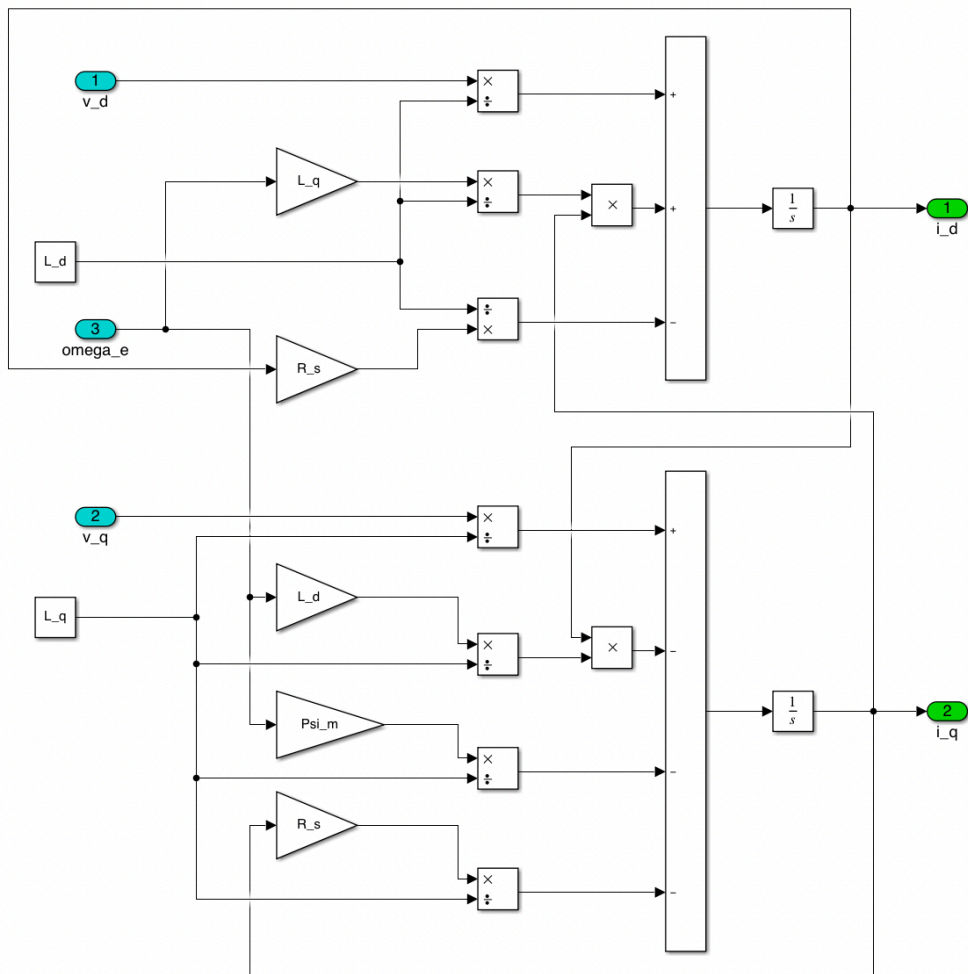 1
v_d
×
÷
+
L_q
×
÷
×
+
1
s
1
i_d
L_d
3
omega_e
÷
×
−
R_s
2
v_q
×
÷
+
L_d
L_q
×
÷
×
−
Psi_m
1
s
2
i_q
×
÷
−
R_s
×
÷
−